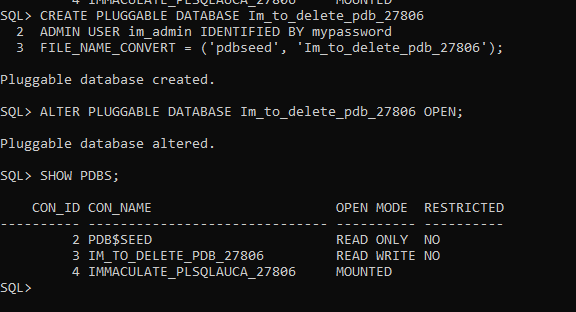 4 IMMACULATE_PLSQLAUCA_27806 MOUNTED
SQL> CREATE PLUGGABLE DATABASE Im_to_delete_pdb_27806
2 ADMIN USER im_admin IDENTIFIED BY mypassword
3 FILE_NAME_CONVERT = ('pdbseed', 'Im_to_delete_pdb_27806');
Pluggable database created.
SQL> ALTER PLUGGABLE DATABASE Im_to_delete_pdb_27806 OPEN;
Pluggable database altered.
SQL> SHOW PDBS;
CON_ID CON_NAME OPEN MODE RESTRICTED
---------- ------------------------------ ---------- ----------
2 PDB$SEED READ ONLY NO
3 IM_TO_DELETE_PDB_27806 READ WRITE NO
4 IMMACULATE_PLSQLAUCA_27806 MOUNTED
SQL>